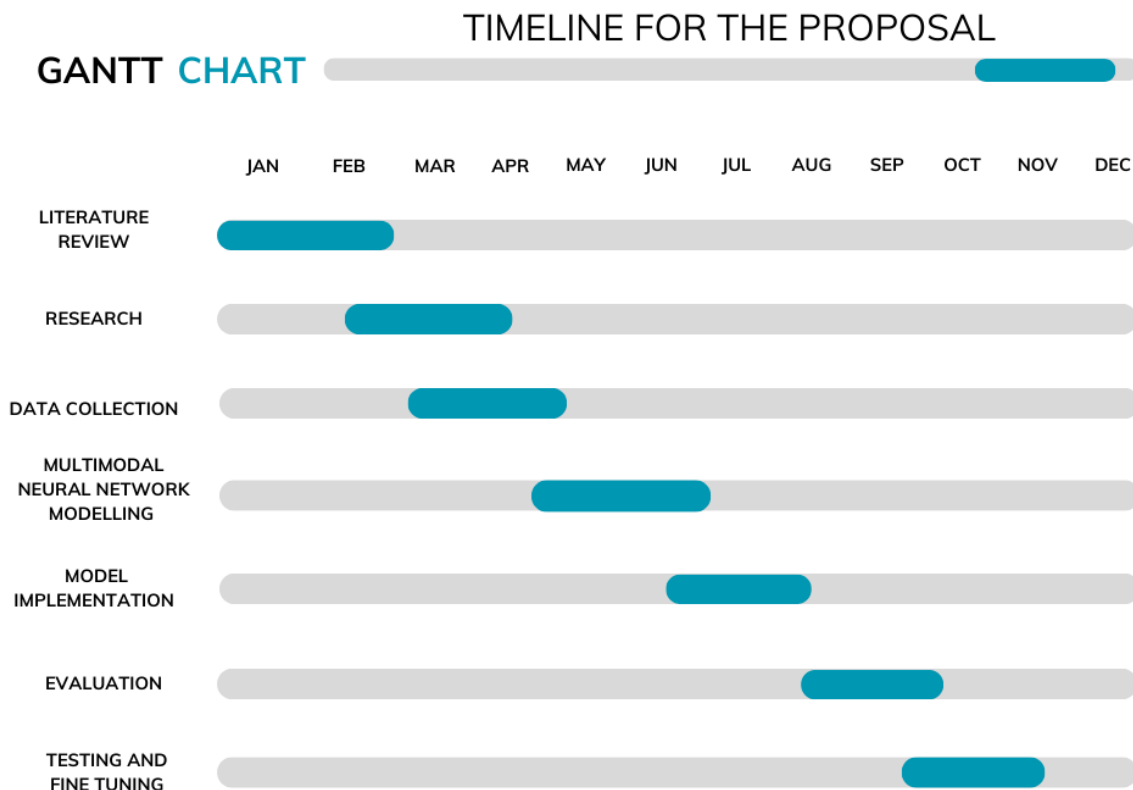 TIMELINE FOR THE PROPOSAL
GANTT CHART
JAN FEB MAR APR MAY JUN JUL AUG SEP OCT NOV DEC
LITERATURE
REVIEW
RESEARCH
DATA COLLECTION
MULTIMODAL
NEURAL NETWORK
MODELLING
MODEL
IMPLEMENTATION
EVALUATION
TESTING AND
FINE TUNING